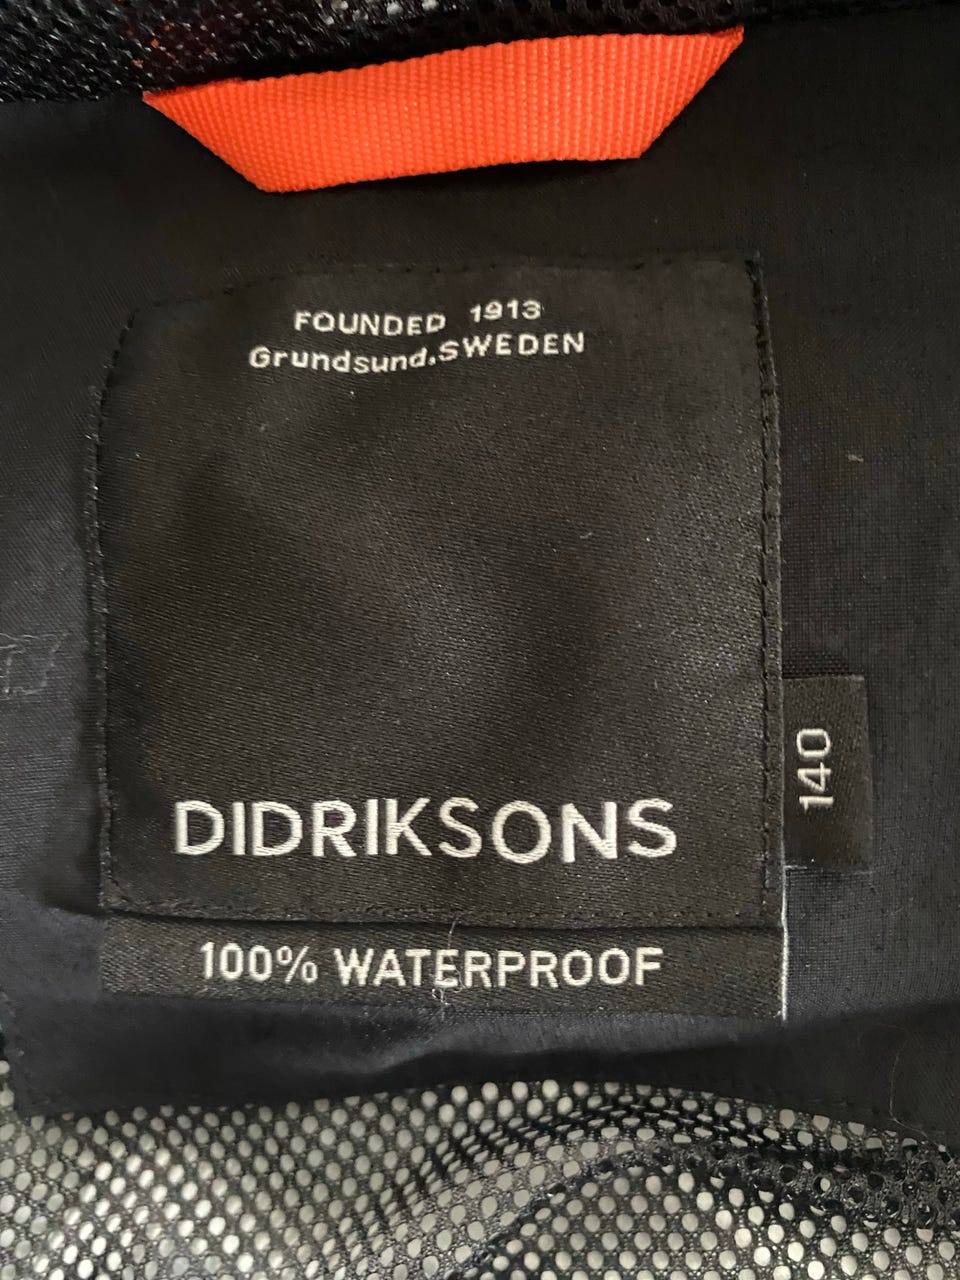 FOUNDED 1913
Grundsund.SWEDEN
DIDRIKSONS
140
100% WATERPROOF